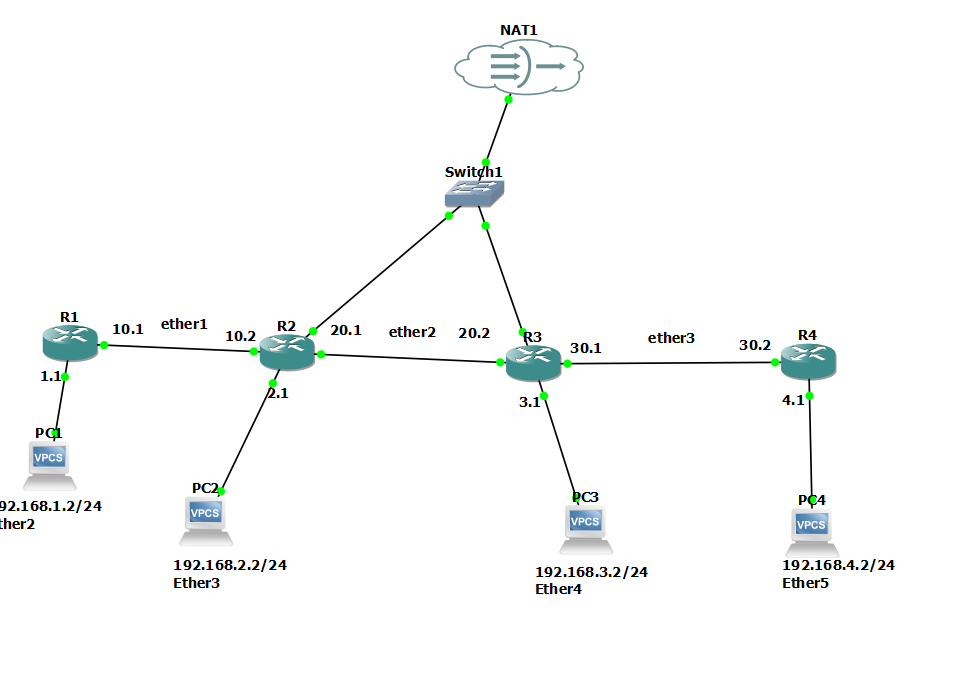 NAT1
Switch1
R1
10.1
ether1
10.2
R2
20.1
ether2
20.2
R3
30.1
ether3
30.2
R4
1.1
2.1
3.1
4.1
PC1
VPCS
92.168.1.2/24
ther2
PC2
VPCS
192.168.2.2/24
Ether3
PC3
VPCS
192.168.3.2/24
Ether4
PC4
VPCS
192.168.4.2/24
Ether5